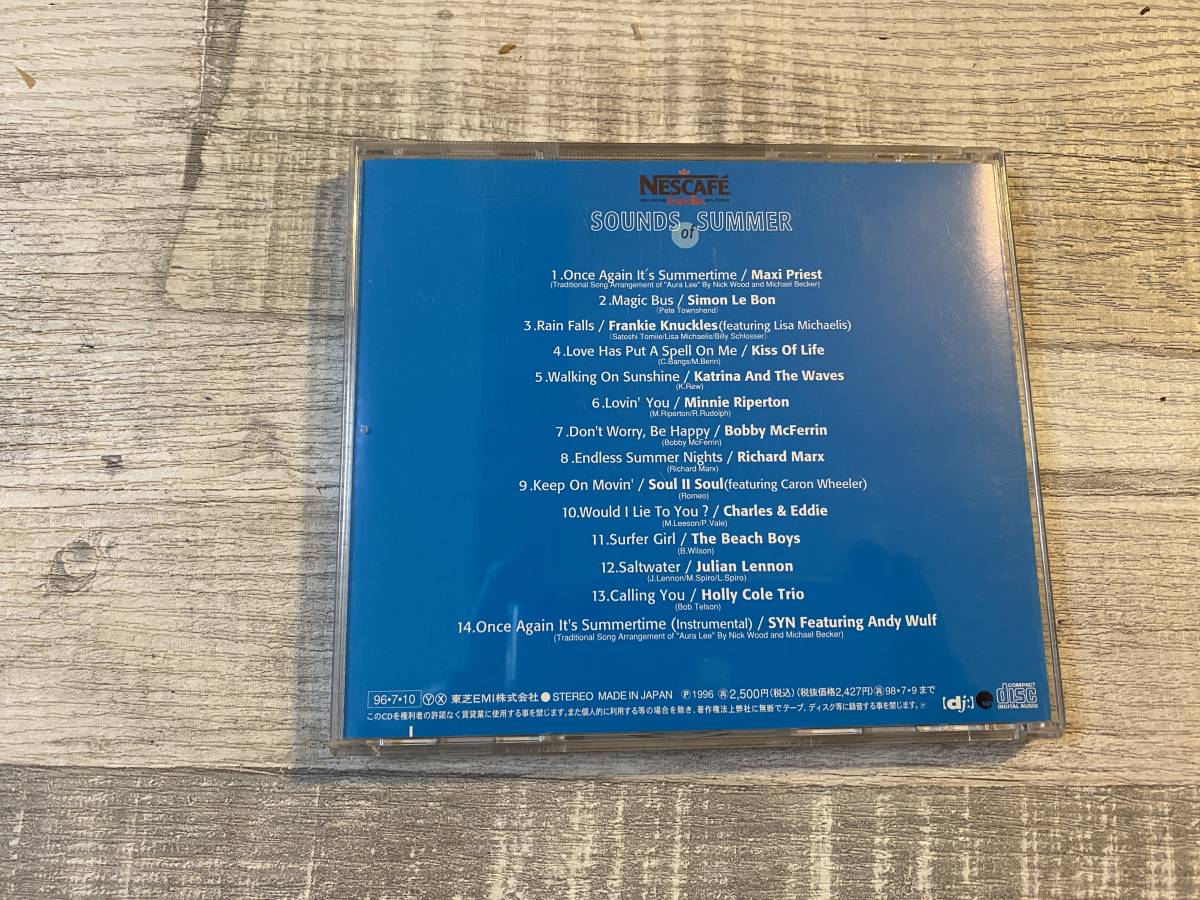 NESCAFÉ
SOUNDS of SUMMER
1.Once Again It's Summertime / Maxi Priest
(Traditional Song Arrangement of "Aura Lee" By Nick Wood and Michael Becker)
2.Magic Bus / Simon Le Bon
(Pete Townshend)
3.Rain Falls / Frankie Knuckles(featuring Lisa Michaelis)
(Satoshi Tomiie/Lisa Michaelis/Billy Schlosser)
4.Love Has Put A Spell On Me / Kiss Of Life
(C.Bangs/M.Benn)
5.Walking On Sunshine / Katrina And The Waves
(K.Rew)
6.Lovin' You / Minnie Riperton
(M.Riperton/R.Rudolph)
7.Don't Worry, Be Happy / Bobby McFerrin
(Bobby McFerrin)
8.Endless Summer Nights / Richard Marx
(Richard Marx)
9.Keep On Movin' / Soul II Soul(featuring Caron Wheeler)
(Romeo)
10.Would I Lie To You ? / Charles & Eddie
(M.Leeson/P.Vale)
11.Surfer Girl / The Beach Boys
(B.Wilson)
12.Saltwater / Julian Lennon
(J.Lennon/M.Spiro/L.Spiro)
13.Calling You / Holly Cole Trio
(Bob Telson)
14.Once Again It's Summertime (Instrumental) / SYN Featuring Andy Wulf
(Traditional Song Arrangement of "Aura Lee" By Nick Wood and Michael Becker)
96•7•10 Ⓨ Ⓧ 東芝EMI株式会社 ● STEREO MADE IN JAPAN Ⓟ 1996 ㊢ 2,500円(税込)(税抜価格2,427円) ㊢ 98•7•9 まで
このCDを権利者の許諾なく賃貸業に使用する事を禁じます。また個人的に利用する等の場合を除き、著作権法上弊社に無断でテープ、ディスク等に録音する事を禁じます。
[dj:] syn COMPACT disc DIGITAL AUDIO